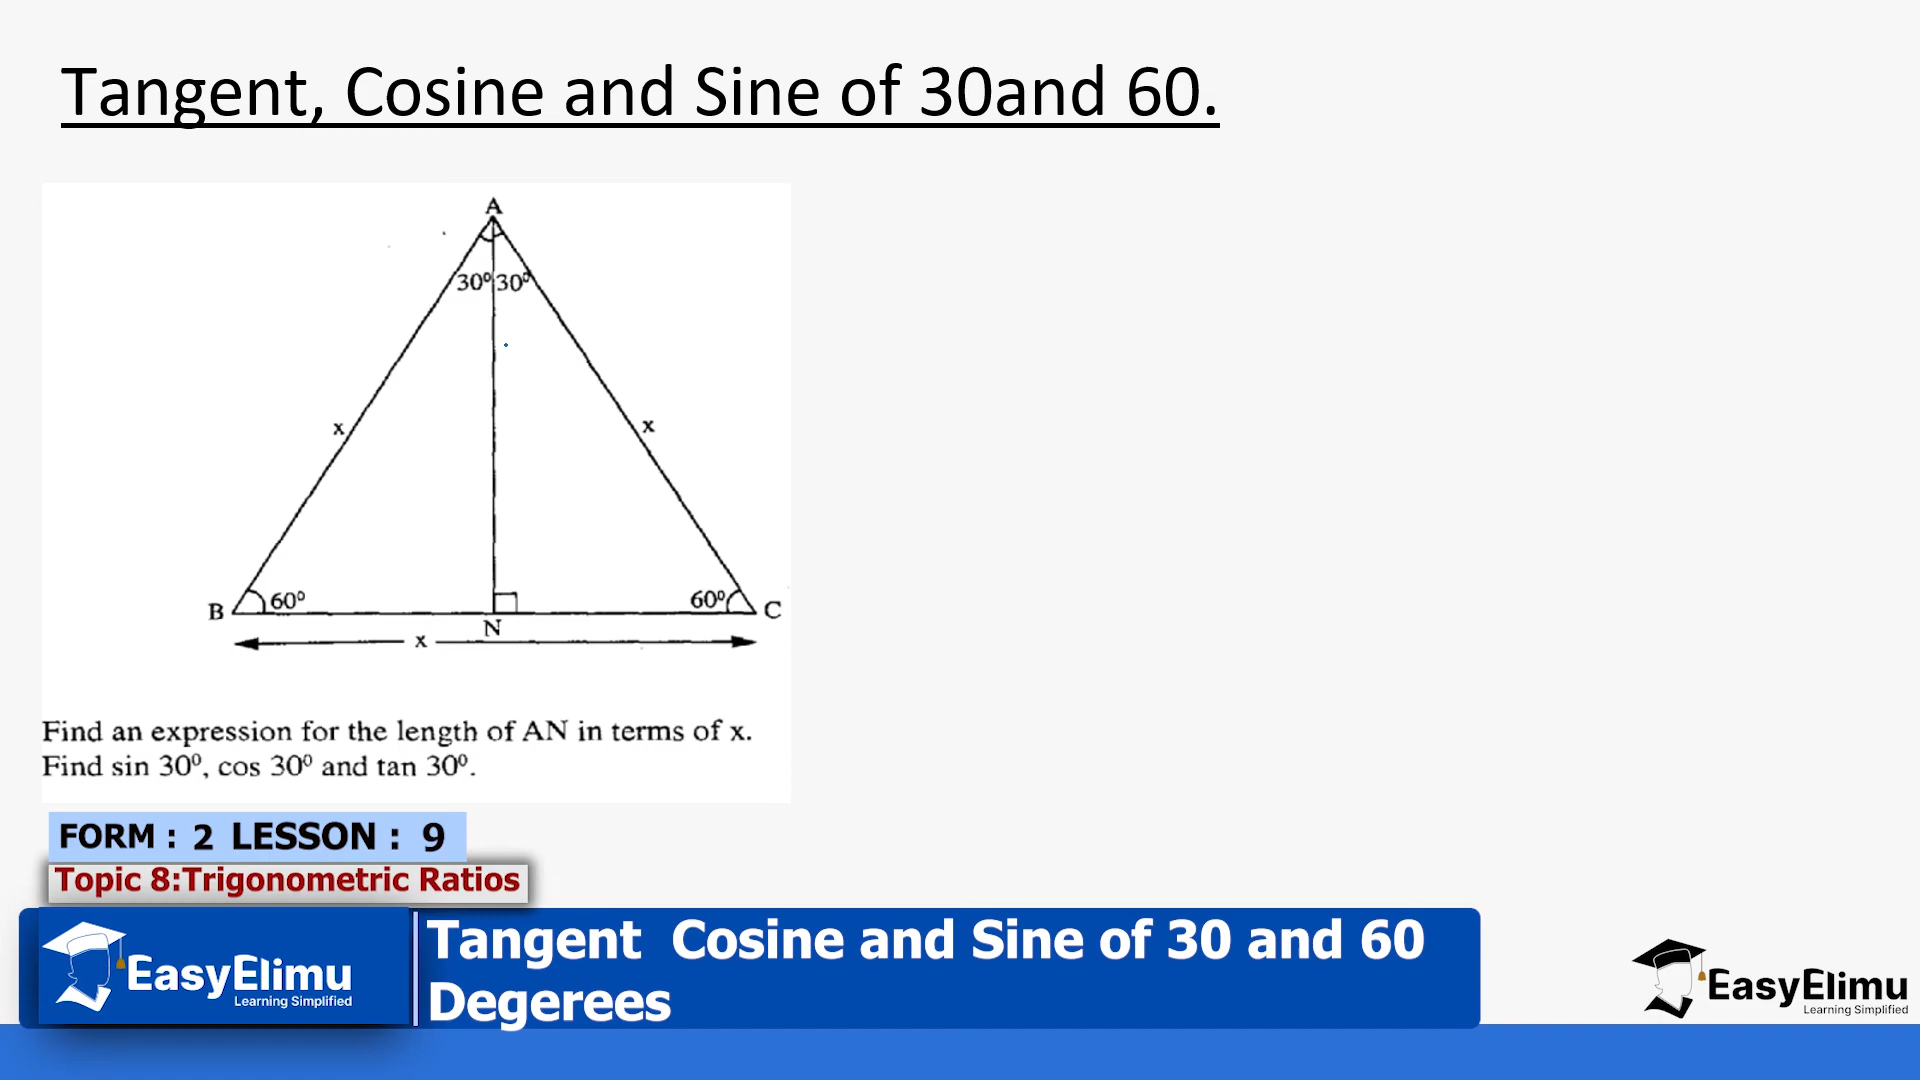 Tangent, Cosine and Sine of 30and 60.
A
30⁰ 30⁰
x x
B 60⁰ 60⁰ C
N
x
Find an expression for the length of AN in terms of x.
Find sin 30⁰, cos 30⁰ and tan 30⁰.
FORM : 2 LESSON : 9
Topic 8:Trigonometric Ratios
EasyElimu
Learning Simplified
Tangent Cosine and Sine of 30 and 60
Degerees
EasyElimu
Learning Simplified